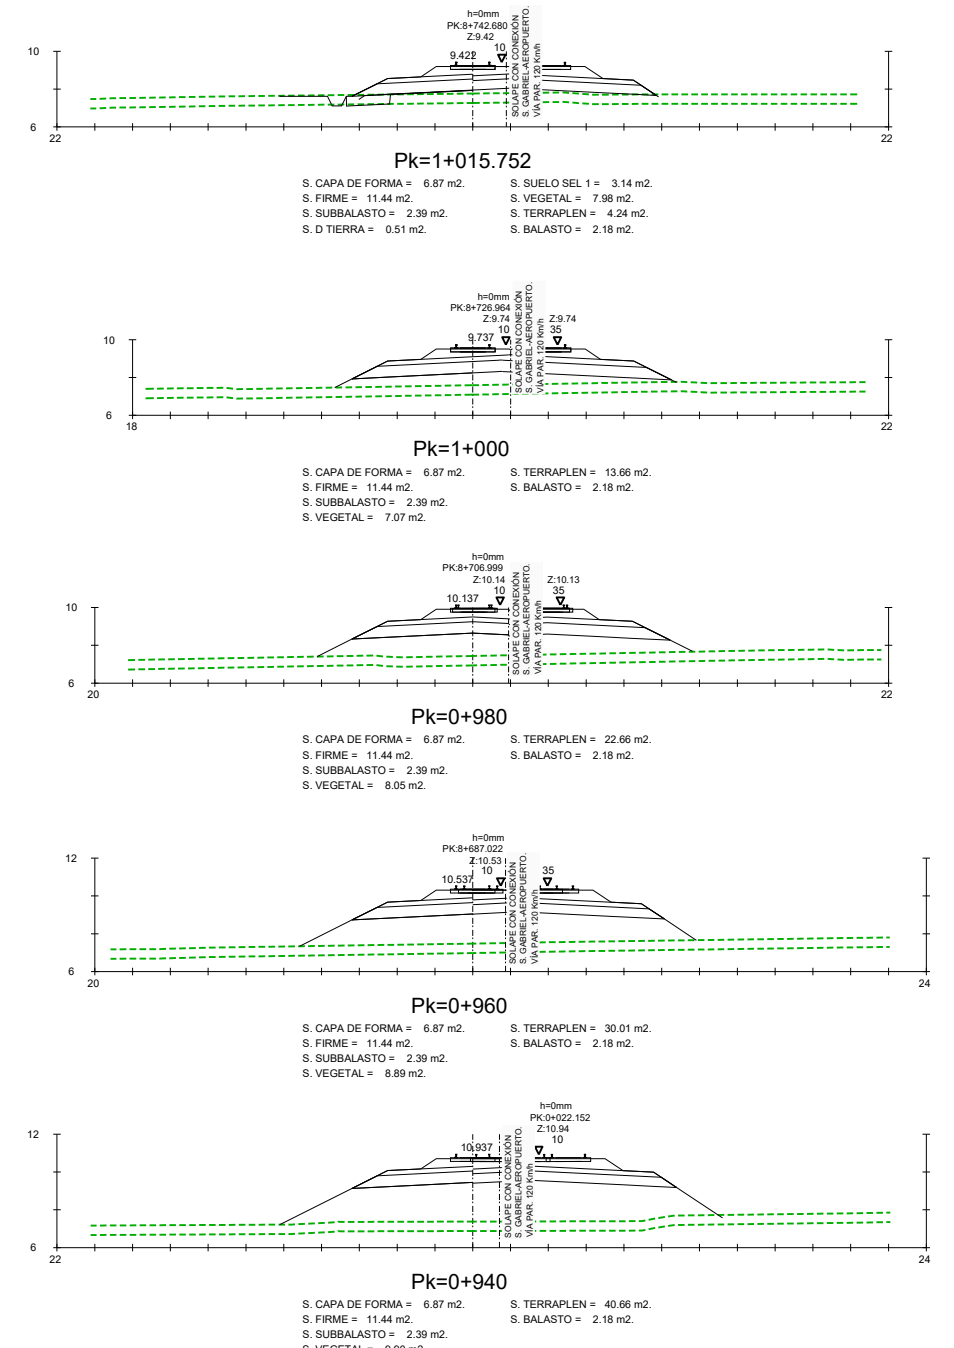 h=0mm
PK:8+742.680
Z:9.42
10
9.422
SOLAPE CON CONEXIÓN
S. GABRIEL-AEROPUERTO.
VÍA PAR. 120 Km/h
10
6
22
22
Pk=1+015.752
S. CAPA DE FORMA = 6.87 m2.
S. SUELO SEL 1 = 3.14 m2.
S. FIRME = 11.44 m2.
S. VEGETAL = 7.98 m2.
S. SUBBALASTO = 2.39 m2.
S. TERRAPLEN = 4.24 m2.
S. D TIERRA = 0.51 m2.
S. BALASTO = 2.18 m2.
h=0mm
PK:8+726.964
Z:9.74
Z:9.74
10
35
9.737
SOLAPE CON CONEXIÓN
S. GABRIEL-AEROPUERTO.
VÍA PAR. 120 Km/h
10
6
18
22
Pk=1+000
S. CAPA DE FORMA = 6.87 m2.
S. TERRAPLEN = 13.66 m2.
S. FIRME = 11.44 m2.
S. BALASTO = 2.18 m2.
S. SUBBALASTO = 2.39 m2.
S. VEGETAL = 7.07 m2.
h=0mm
PK:8+706.999
Z:10.14
Z:10.13
10
35
10.137
SOLAPE CON CONEXIÓN
S. GABRIEL-AEROPUERTO.
VÍA PAR. 120 Km/h
10
6
20
22
Pk=0+980
S. CAPA DE FORMA = 6.87 m2.
S. TERRAPLEN = 22.66 m2.
S. FIRME = 11.44 m2.
S. BALASTO = 2.18 m2.
S. SUBBALASTO = 2.39 m2.
S. VEGETAL = 8.05 m2.
h=0mm
PK:8+687.022
Z:10.53
10
35
10.537
SOLAPE CON CONEXIÓN
S. GABRIEL-AEROPUERTO.
VÍA PAR. 120 Km/h
12
6
20
24
Pk=0+960
S. CAPA DE FORMA = 6.87 m2.
S. TERRAPLEN = 30.01 m2.
S. FIRME = 11.44 m2.
S. BALASTO = 2.18 m2.
S. SUBBALASTO = 2.39 m2.
S. VEGETAL = 8.89 m2.
h=0mm
PK:0+022.152
Z:10.94
10
10.937
SOLAPE CON CONEXIÓN
S. GABRIEL-AEROPUERTO.
VÍA PAR. 120 Km/h
12
6
22
24
Pk=0+940
S. CAPA DE FORMA = 6.87 m2.
S. TERRAPLEN = 40.66 m2.
S. FIRME = 11.44 m2.
S. BALASTO = 2.18 m2.
S. SUBBALASTO = 2.39 m2.
S. VEGETAL =